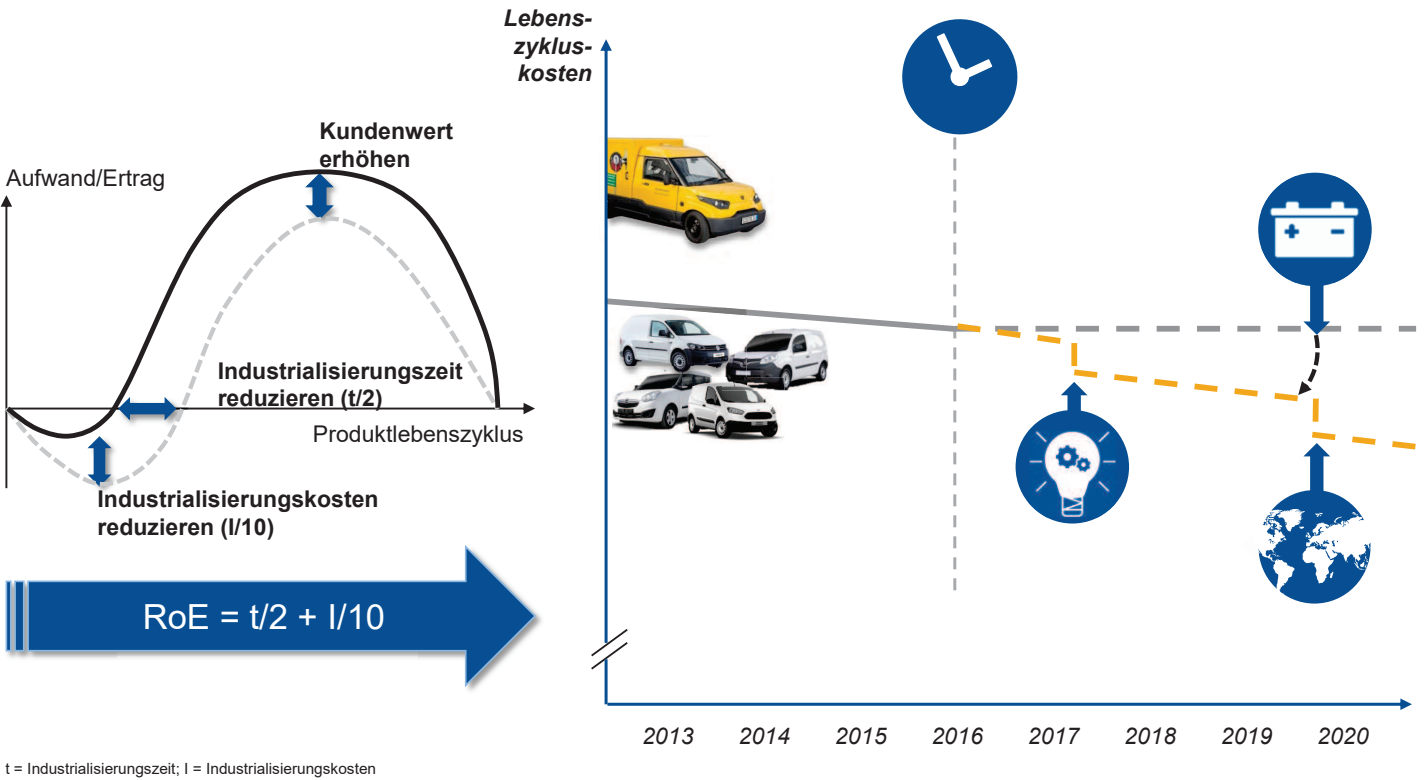 Kundenwert
erhöhen
Aufwand/Ertrag
Industrialisierungszeit
reduzieren (t/2)
Produktlebenszyklus
Industrialisierungskosten
reduzieren (I/10)
RoE = t/2 + I/10
t = Industrialisierungszeit; I = Industrialisierungskosten
Lebens-
zyklus-
kosten
+ -
2013 2014 2015 2016 2017 2018 2019 2020